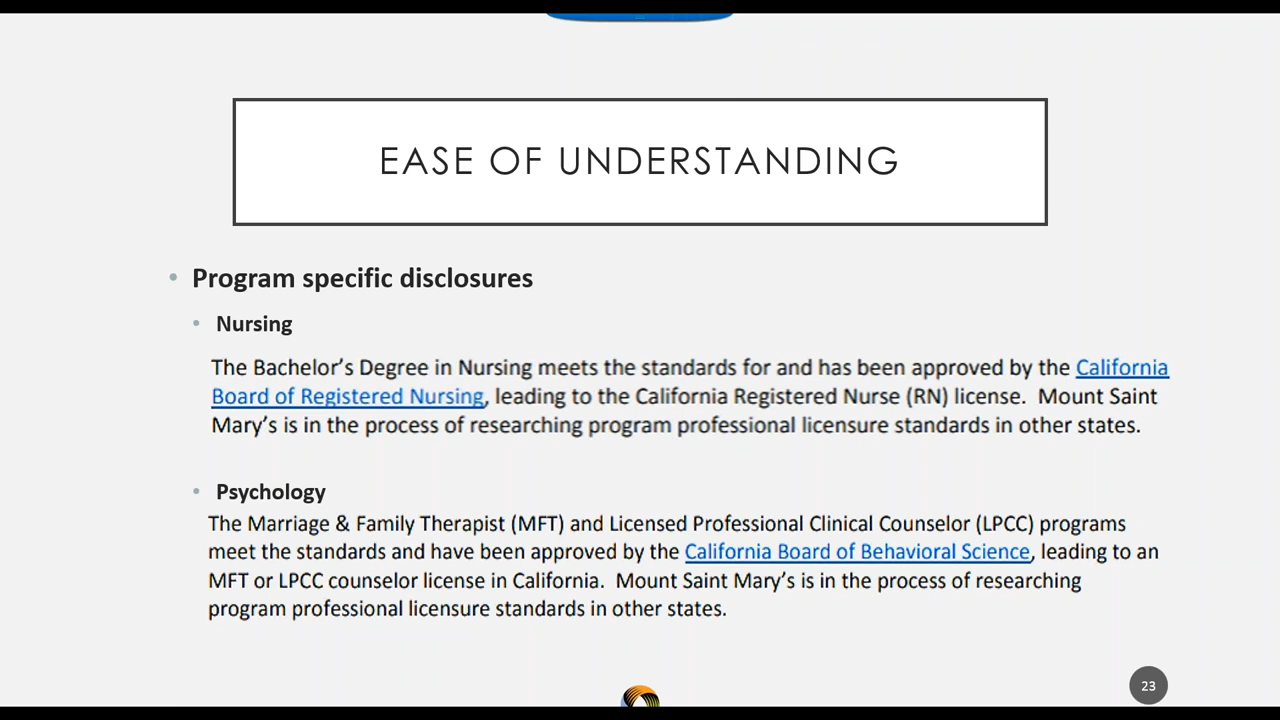 EASE OF UNDERSTANDING
• Program specific disclosures
• Nursing
The Bachelor's Degree in Nursing meets the standards for and has been approved by the California
Board of Registered Nursing, leading to the California Registered Nurse (RN) license.  Mount Saint
Mary's is in the process of researching program professional licensure standards in other states.
• Psychology
The Marriage & Family Therapist (MFT) and Licensed Professional Clinical Counselor (LPCC) programs
meet the standards and have been approved by the California Board of Behavioral Science, leading to an
MFT or LPCC counselor license in California.  Mount Saint Mary's is in the process of researching
program professional licensure standards in other states.
23